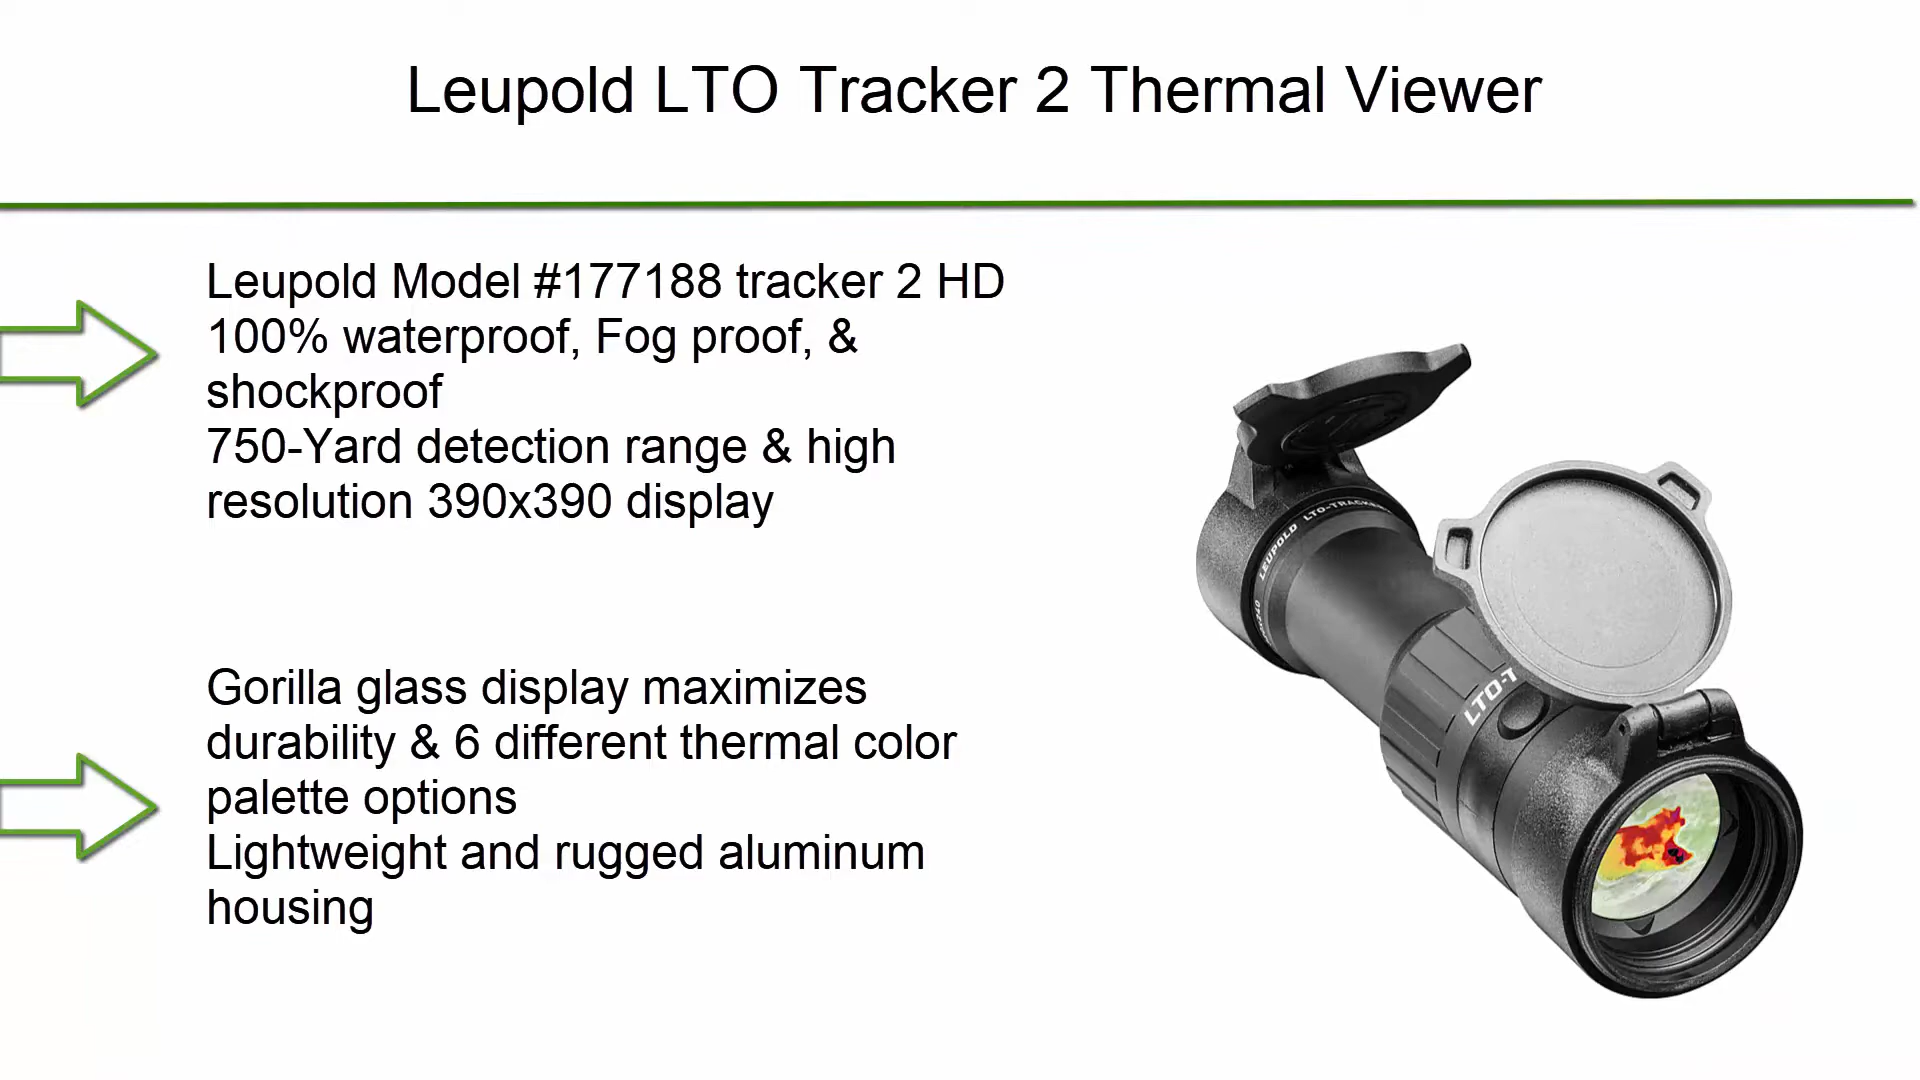 Leupold LTO Tracker 2 Thermal Viewer
Leupold Model #177188 tracker 2 HD
100% waterproof, Fog proof, &
shockproof
750-Yard detection range & high
resolution 390x390 display
Gorilla glass display maximizes
durability & 6 different thermal color
palette options
Lightweight and rugged aluminum
housing
LEUPOLD LTO-TRACKER
LTO-T